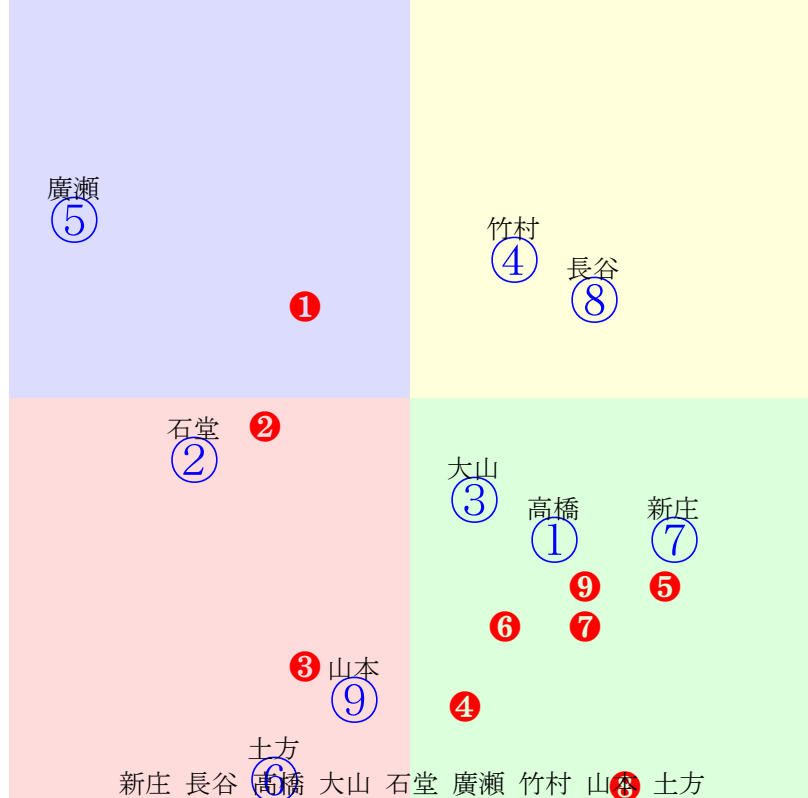 廣瀬
⑤
竹村
④
長谷
⑧
❶
石堂
②
❷
大山
③
高橋
①
新庄
⑦
❾
❺
❻
❼
❸
山本
⑨
❹
土方
⑥
❽
新庄 長谷 高橋 大山 石堂 廣瀬 竹村 山本 土方